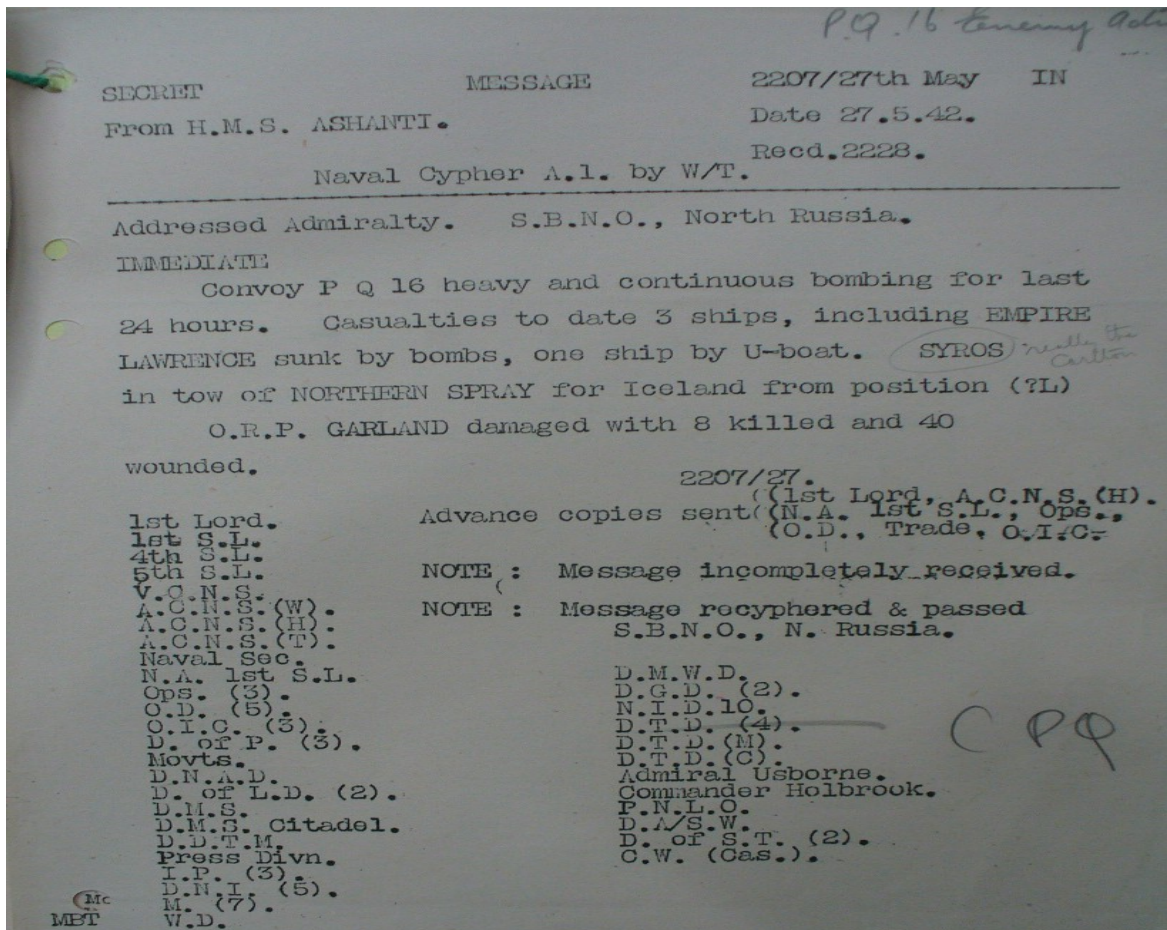 P.Q. 16 Enemy
SECRET MESSAGE 2207/27th May IN
From H.M.S. ASHANTI. Date 27.5.42.
Recd.2228.
Naval Cypher A.1. by W/T.
Addressed Admiralty. S.B.N.O., North Russia.
IMMEDIATE
Convoy P Q 16 heavy and continuous bombing for last
24 hours. Casualties to date 3 ships, including EMPIRE
LAWRENCE sunk by bombs, one ship by U-boat. SYROS really the
Carlton
in tow of NORTHERN SPRAY for Iceland from position (?L)
O.R.P. GARLAND damaged with 8 killed and 40
wounded.
2207/27.
Advance copies sent( ((1st Lord, A.C.N.S.(H).
(N.A. 1st S.L., Ops.,
(O.D., Trade, O.I.C.
NOTE : Message incompletely received.
NOTE : Message recyphered & passed
S.B.N.O., N. Russia.
1st Lord.
1st S.L.
4th S.L.
5th S.L.
V.C.N.S.
A.C.N.S.(W).
A.C.N.S.(H).
A.C.N.S.(T).
Naval Sec.
N.A. 1st S.L.
Ops. (3).
O.D. (5).
O.I.C. (3).
D. of P. (3).
Movts.
D.N.A.D.
D. of L.D. (2).
D.M.S.
D.M.S. Citadel.
D.D.T.M.
Press Divn.
I.P. (3).
D.N.I. (5).
M. (7).
W.D.
Mc
MBT
D.M.W.D.
D.G.D. (2).
N.I.D.10.
D.T.D. (4).
D.T.D.(M).
D.T.D.(C).
Admiral Usborne.
Commander Holbrook.
P.N.L.O.
D.A/S.W.
D. of S.T. (2).
C.W. (Cas.).
C PQ